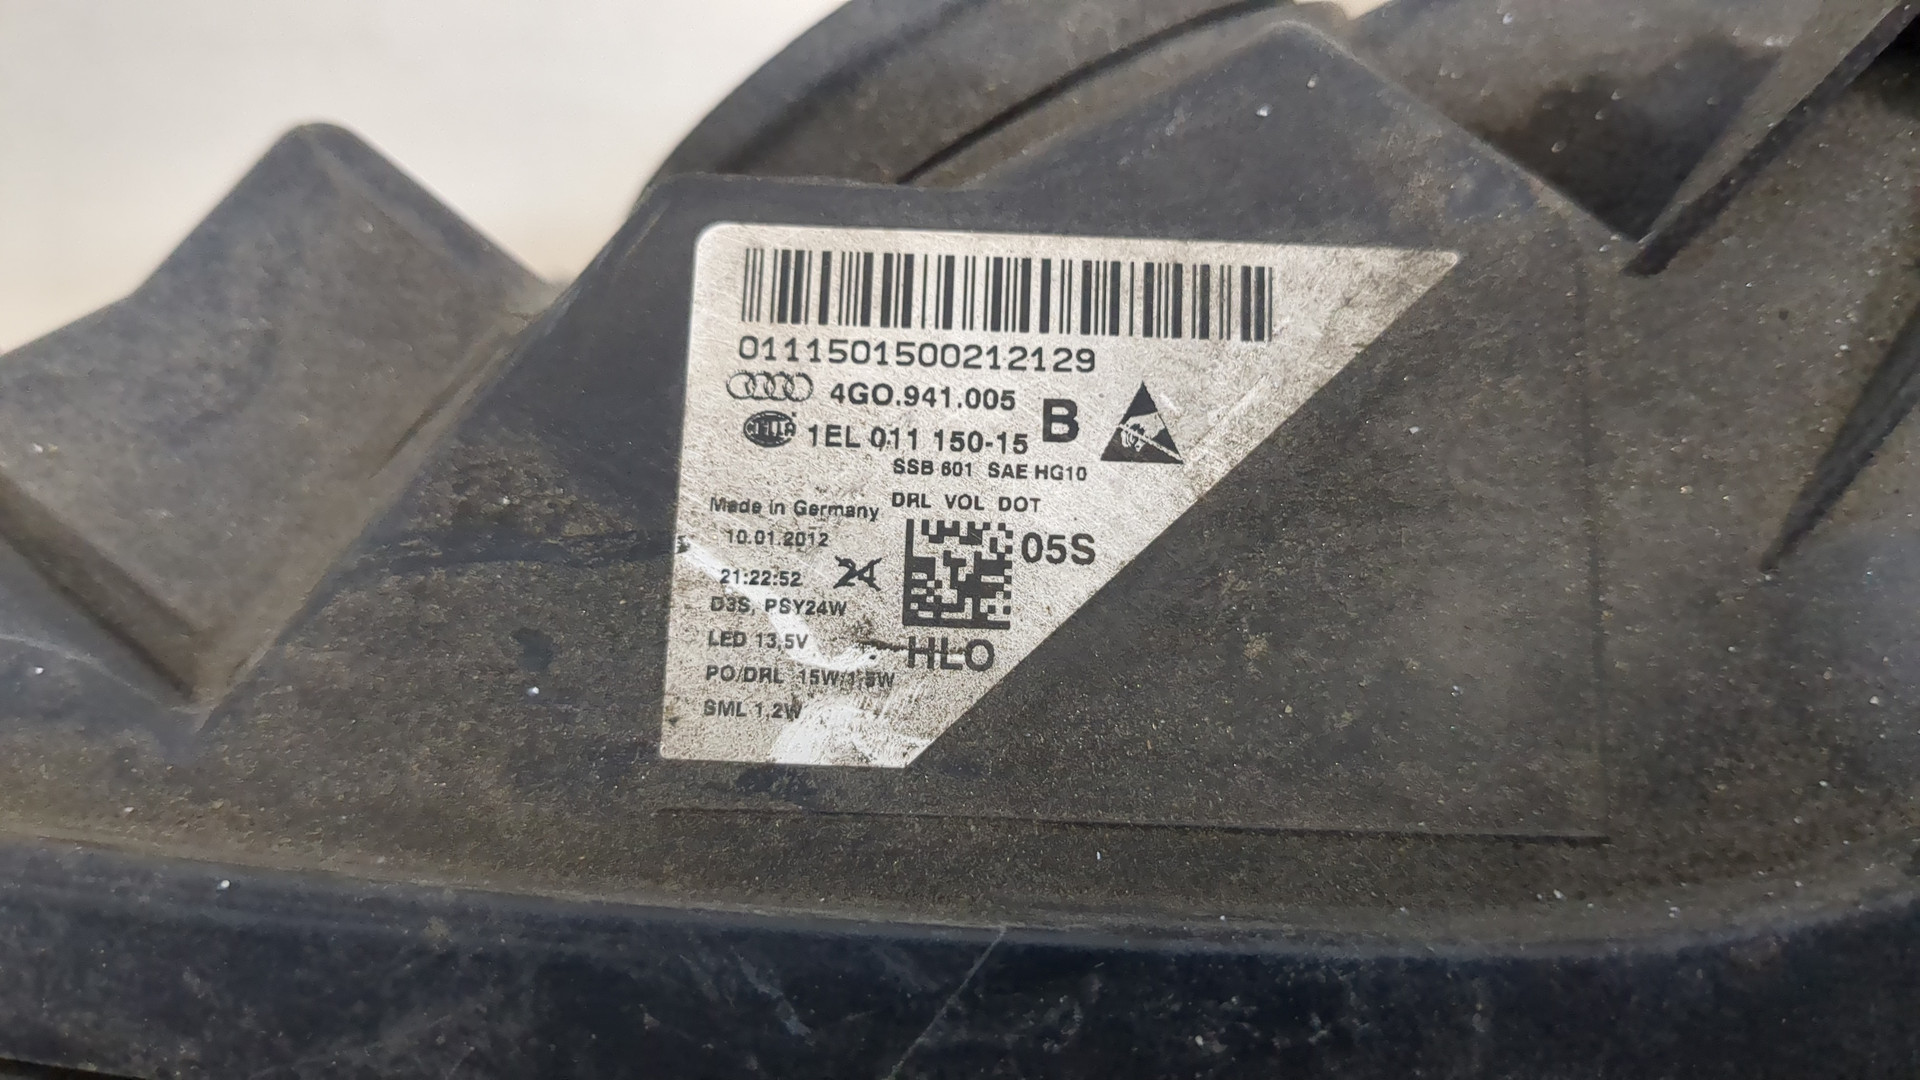 0111501500212129
4G0.941.005 B
HELLA 1EL 011 150-15
SSB 601 SAE HG10
DRL VOL DOT
Made in Germany
10.01.2012
05S
21:22:52
24
D3S, PSY24W
LED 13,5V
HLO
PO/DRL 15W/1,5W
SML 1,2W